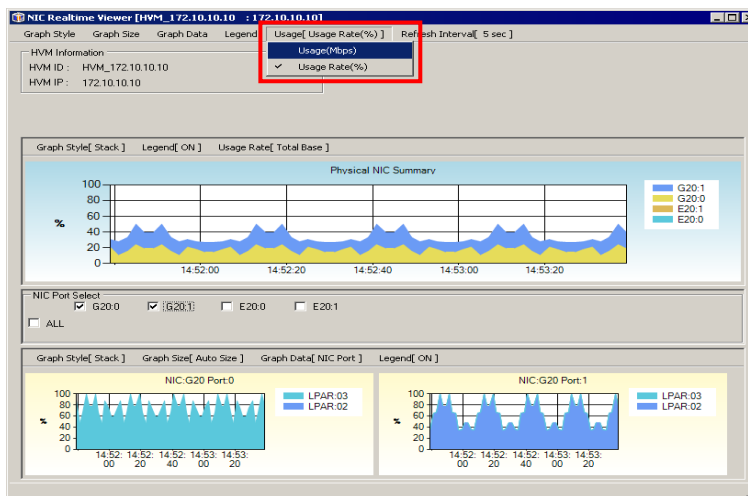 NIC Realtime Viewer [HVM_172.10.10.10 : 172.10.10.10]
Graph Style Graph Size Graph Data Legend Usage[ Usage Rate(%) ] Refresh Interval[ 5 sec ]
Usage(Mbps)
✓ Usage Rate(%)
HVM Information
HVM ID : HVM_172.10.10.10
HVM IP : 172.10.10.10
Graph Style[ Stack ] Legend[ ON ] Usage Rate[ Total Base ]
Physical NIC Summary
100
80
60
40
20
0
%
14:52:00 14:52:20 14:52:40 14:53:00 14:53:20
G20:1
G20:0
E20:1
E20:0
NIC Port Select
G20:0 G20:1 E20:0 E20:1
ALL
Graph Style[ Stack ] Graph Size[ Auto Size ] Graph Data[ NIC Port ] Legend[ ON ]
NIC:G20 Port:0
100
80
60
40
20
0
%
14:52:00 14:52:20 14:52:40 14:53:00 14:53:20
LPAR:03
LPAR:02
NIC:G20 Port:1
100
80
60
40
20
0
%
14:52:00 14:52:20 14:52:40 14:53:00 14:53:20
LPAR:03
LPAR:02